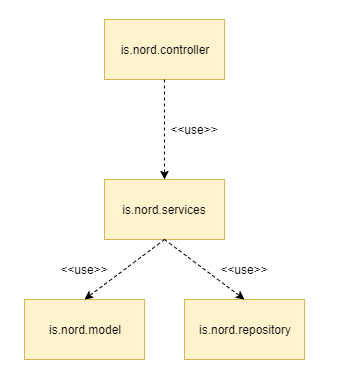 is.nord.controller
<<use>>
is.nord.services
<<use>>
<<use>>
is.nord.model
is.nord.repository